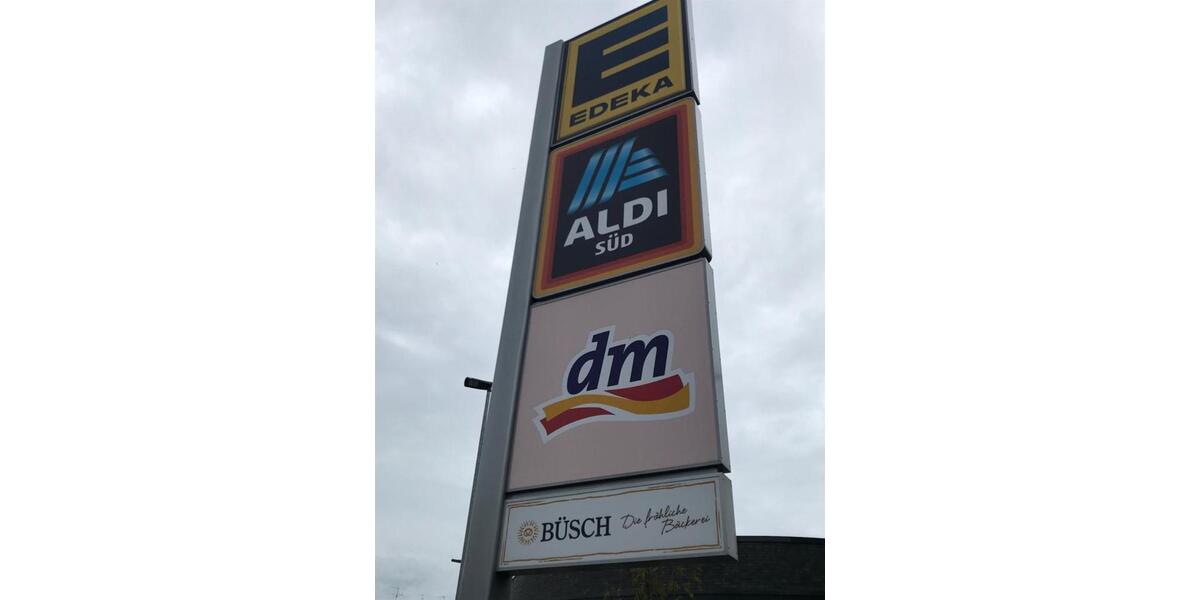 E
EDEKA
ALDI
SÜD
dm
BÜSCH Die fröhliche
Bäckerei